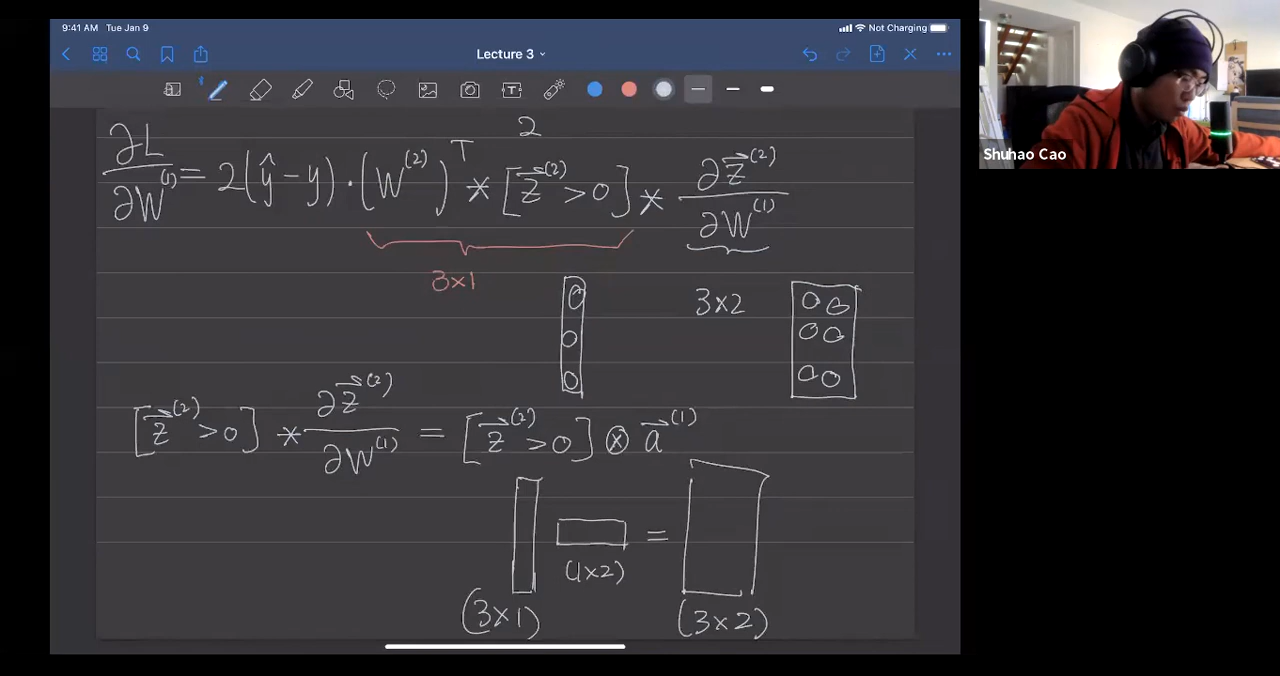 9:41 AM Tue Jan 9
Not Charging
Lecture 3
Shuhao Cao
2
∂L/∂W^(1) = 2(ŷ − y) · (W^(2))^T * [z⃗^(2) > 0] * ∂z⃗^(2)/∂W^(1)
3×1
3×2
[z⃗^(2) > 0] * ∂z⃗^(2)/∂W^(1) = [z⃗^(2) > 0] ⊗ a⃗^(1)
=
(1×2)
(3×1)
(3×2)